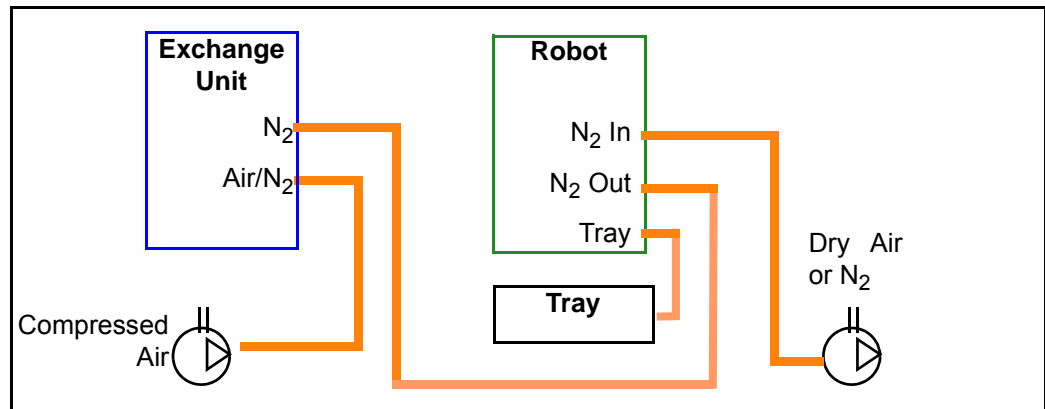 Exchange
Unit
N₂
Air/N₂
Robot
N₂ In
N₂ Out
Tray
Tray
Compressed
Air
Dry Air
or N₂